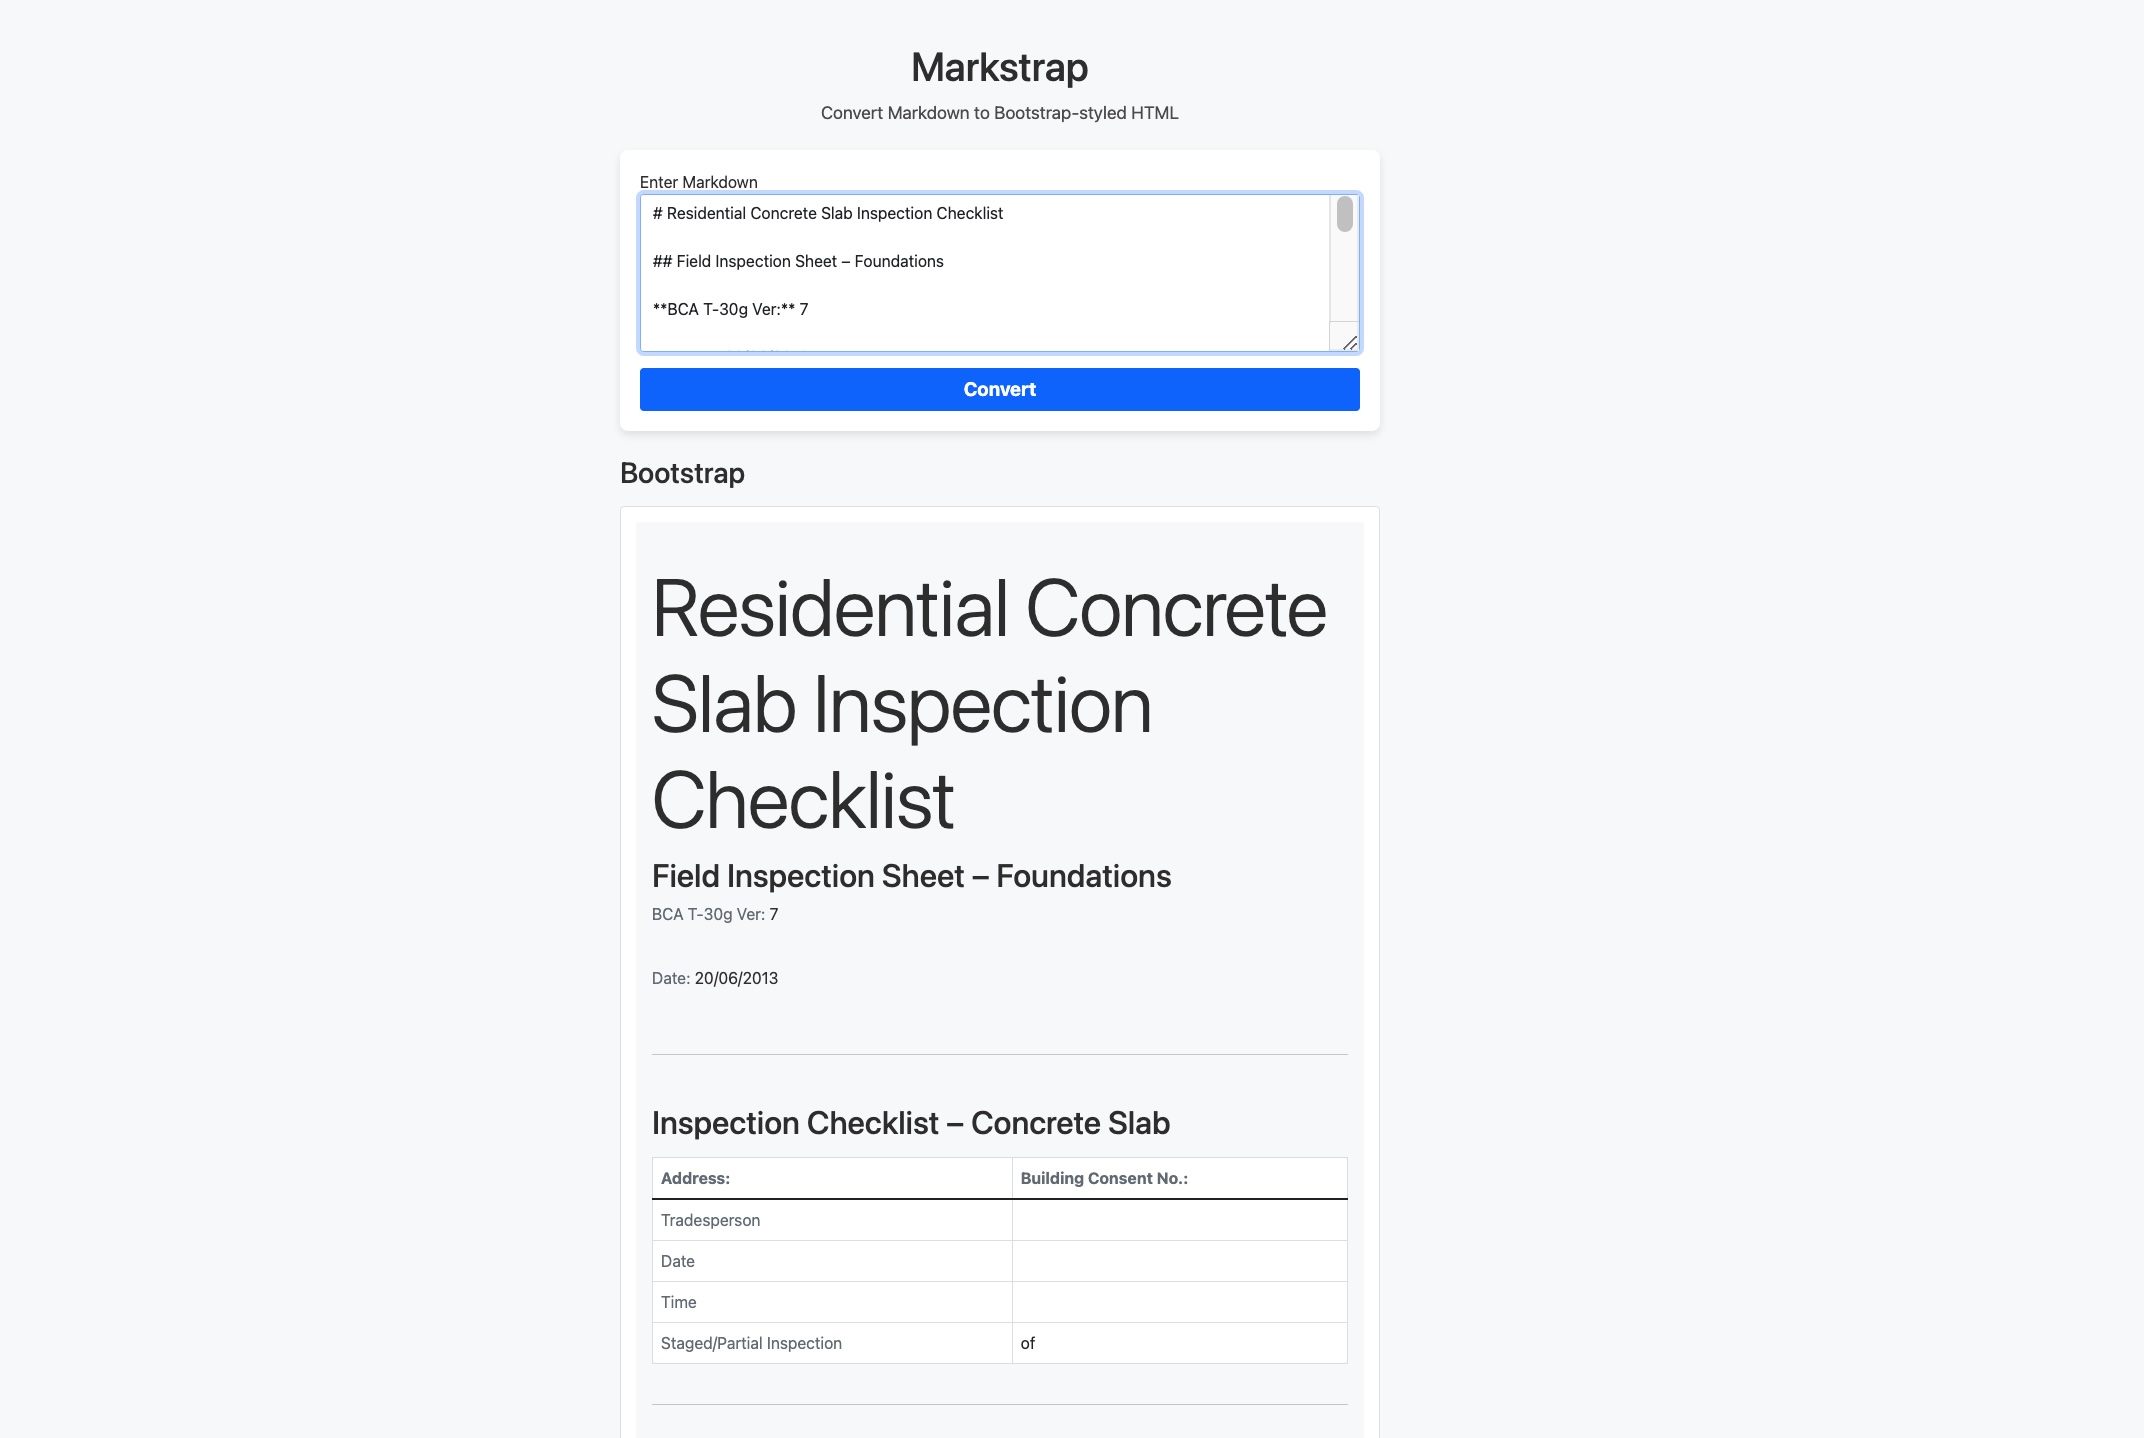 Markstrap
Convert Markdown to Bootstrap-styled HTML
Enter Markdown
# Residential Concrete Slab Inspection Checklist
## Field Inspection Sheet – Foundations
**BCA T-30g Ver:** 7
Convert
Bootstrap
Residential Concrete
Slab Inspection
Checklist
Field Inspection Sheet – Foundations
BCA T-30g Ver: 7
Date: 20/06/2013
Inspection Checklist – Concrete Slab
Address: Building Consent No.:
Tradesperson
Date
Time
Staged/Partial Inspection of